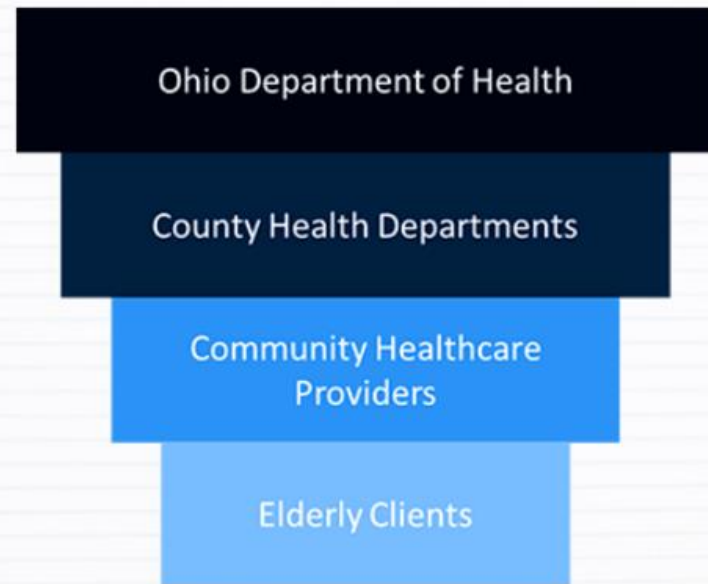 Ohio Department of Health
County Health Departments
Community Healthcare
Providers
Elderly Clients